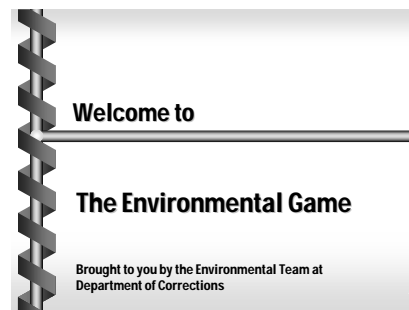 Welcome to
The Environmental Game
Brought to you by the Environmental Team at
Department of Corrections